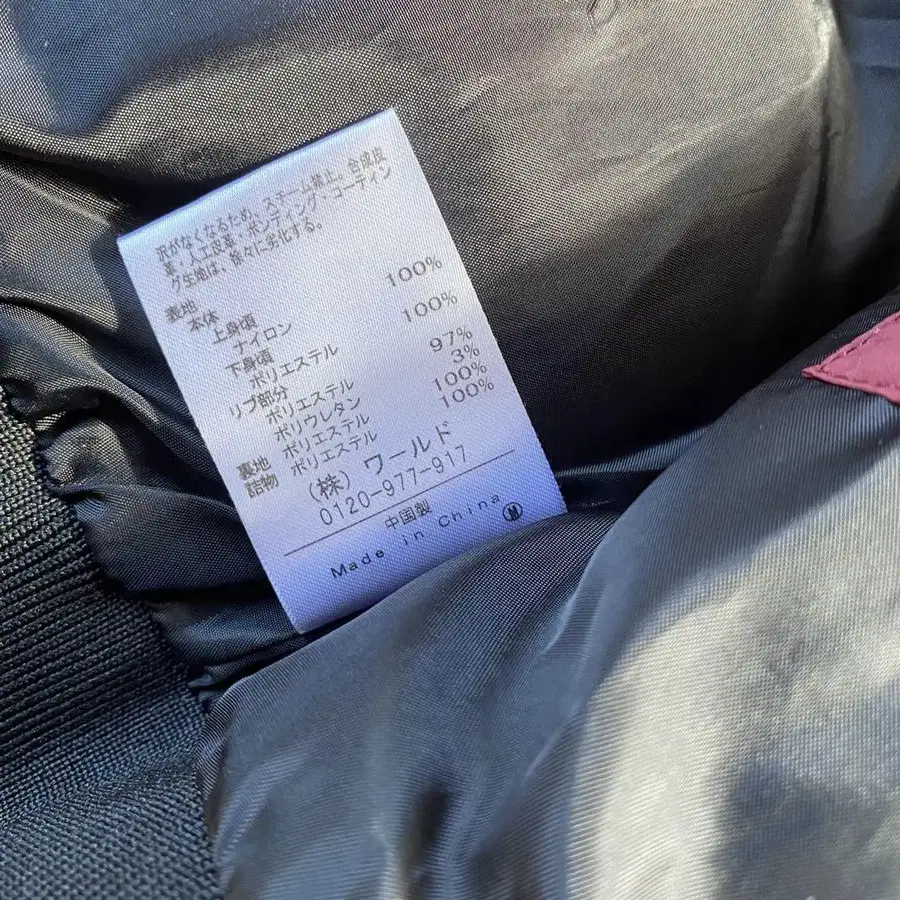 沢がなくなるため、スチーム禁止。合成皮
革・人工皮革・ボンディング・コーティン
グ生地は、徐々に劣化する。
表地
本体
上身頃
ナイロン 100%
下身頃
ポリエステル 100%
リブ部分
ポリエステル 97%
ポリウレタン 3%
裏地 ポリエステル 100%
詰物 ポリエステル 100%
(株)ワールド
0120-977-917
中国製
Made in China M